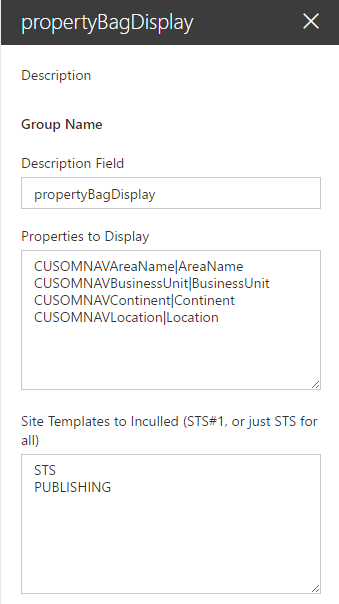 propertyBagDisplay
Description
Group Name
Description Field
propertyBagDisplay
Properties to Display
CUSOMNAVAreaName|AreaName
CUSOMNAVBusinessUnit|BusinessUnit
CUSOMNAVContinent|Continent
CUSOMNAVLocation|Location
Site Templates to Inculled (STS#1, or just STS for
all)
STS
PUBLISHING